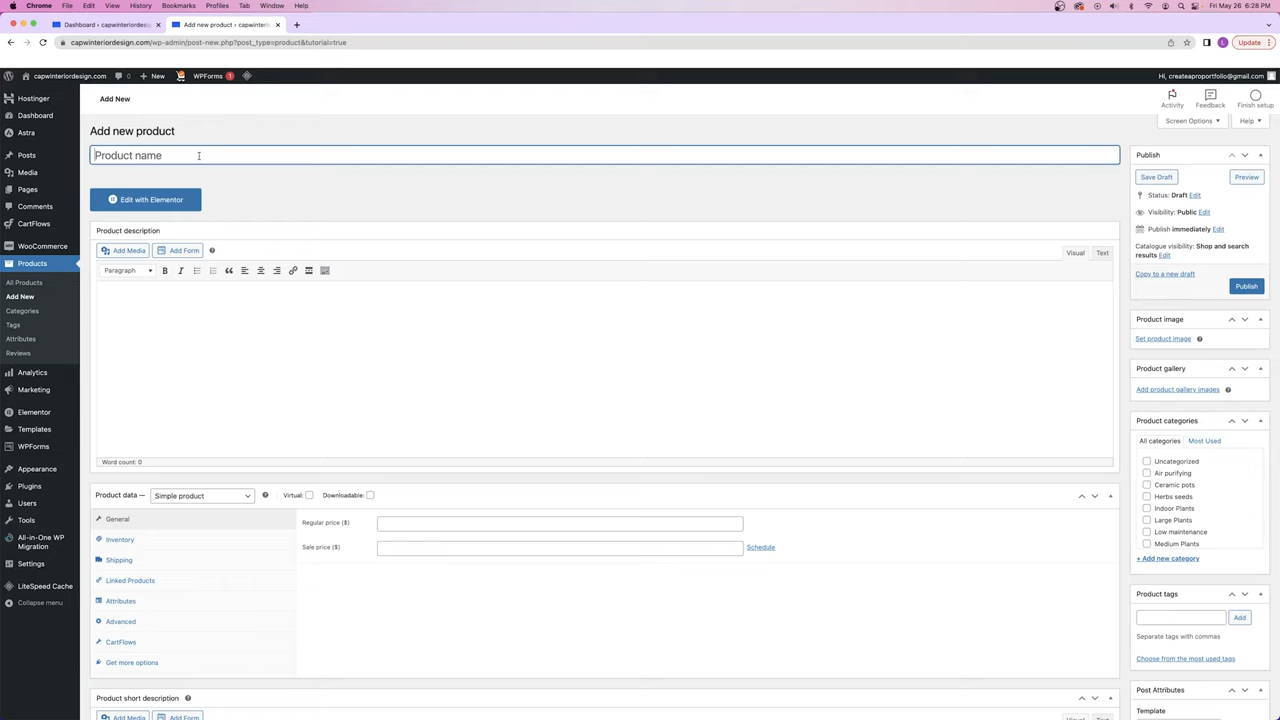 Chrome File Edit View History Bookmarks Profiles Tab Window Help
Fri May 26 6:28 PM
Dashboard ‹ capwinteriordesign
Add new product ‹ capwinterio
capwinteriordesign.com/wp-admin/post-new.php?post_type=product&tutorial=true
L
Update
capwinteriordesign.com 0 New WPForms 1
Hi, createaproportfolio@gmail.com
Hostinger
Dashboard
Astra
Posts
Media
Pages
Comments
CartFlows
WooCommerce
Products
All Products
Add New
Categories
Tags
Attributes
Reviews
Analytics
Marketing
Elementor
Templates
WPForms
Appearance
Plugins
Users
Tools
All-in-One WP
Migration
Settings
LiteSpeed Cache
Collapse menu
Add New
Activity Feedback Finish setup
Screen Options Help
Add new product
Product name
Edit with Elementor
Product description
Add Media Add Form
Visual Text
Paragraph B I
Word count: 0
Product data — Simple product Virtual: Downloadable:
General
Inventory
Shipping
Linked Products
Attributes
Advanced
CartFlows
Get more options
Regular price ($)
Sale price ($) Schedule
Product short description
Add Media Add Form
Visual Text
Publish
Save Draft Preview
Status: Draft Edit
Visibility: Public Edit
Publish immediately Edit
Catalogue visibility: Shop and search
results Edit
Copy to a new draft
Publish
Product image
Set product image
Product gallery
Add product gallery images
Product categories
All categories Most Used
Uncategorized
Air purifying
Ceramic pots
Herbs seeds
Indoor Plants
Large Plants
Low maintenance
Medium Plants
+ Add new category
Product tags
Add
Separate tags with commas
Choose from the most used tags
Post Attributes
Template